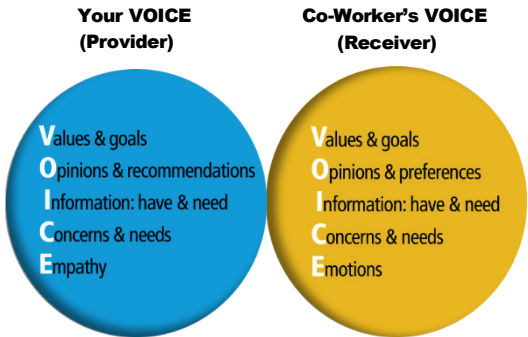 Your VOICE
(Provider)
Values & goals
Opinions & recommendations
Information: have & need
Concerns & needs
Empathy
Co-Worker's VOICE
(Receiver)
Values & goals
Opinions & preferences
Information: have & need
Concerns & needs
Emotions